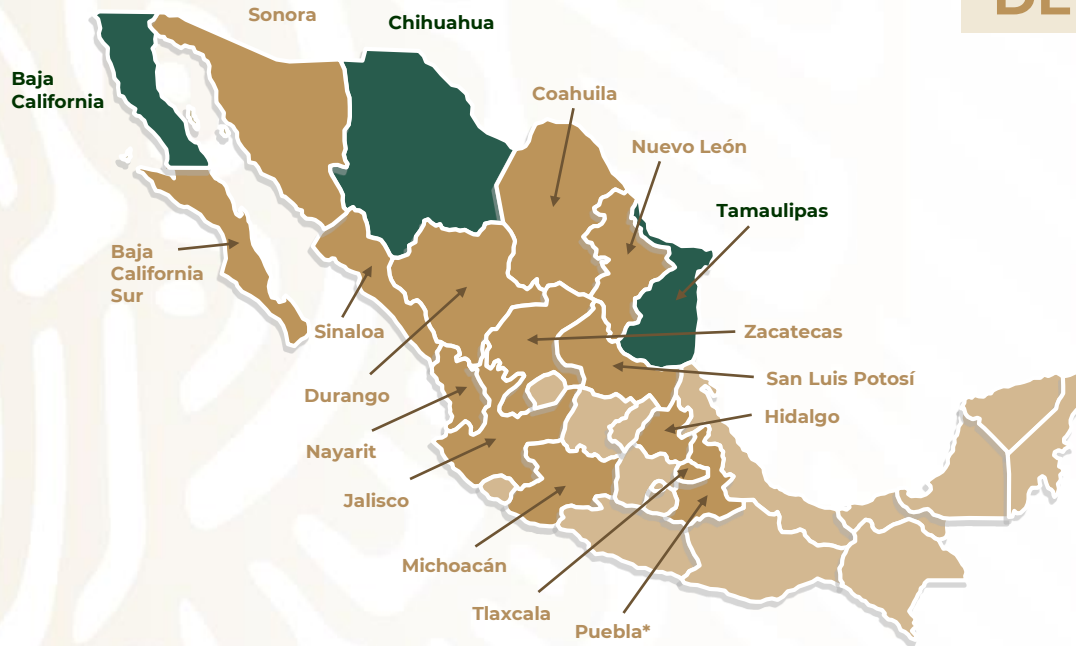 DE
Sonora
Chihuahua
Baja
California
Coahuila
Nuevo León
Tamaulipas
Baja
California
Sur
Sinaloa
Zacatecas
San Luis Potosí
Durango
Hidalgo
Nayarit
Jalisco
Michoacán
Tlaxcala
Puebla*